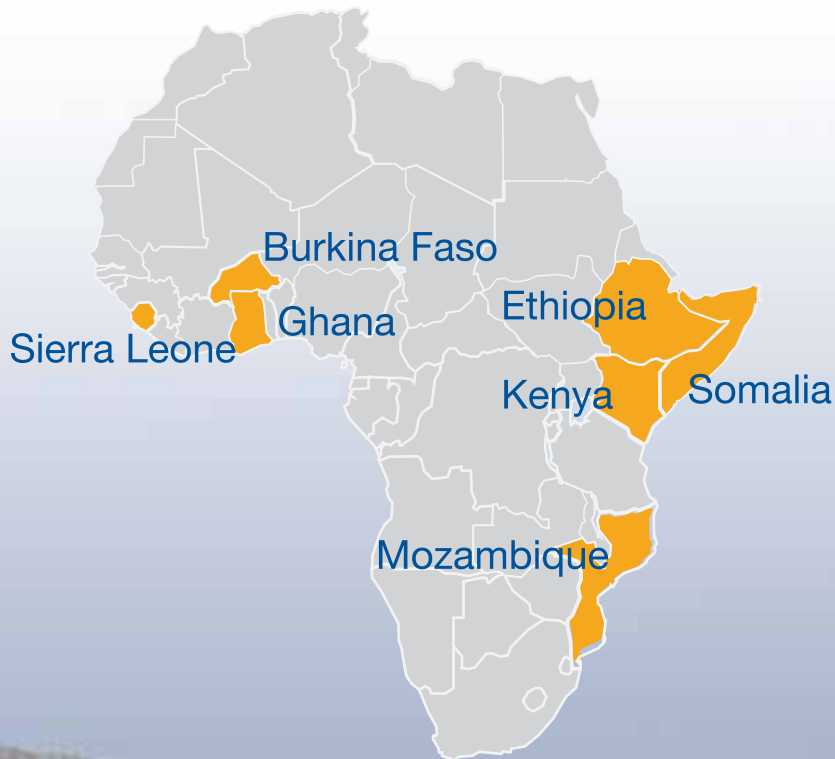 Burkina Faso
Ethiopia
Ghana
Sierra Leone
Kenya
Somalia
Mozambique